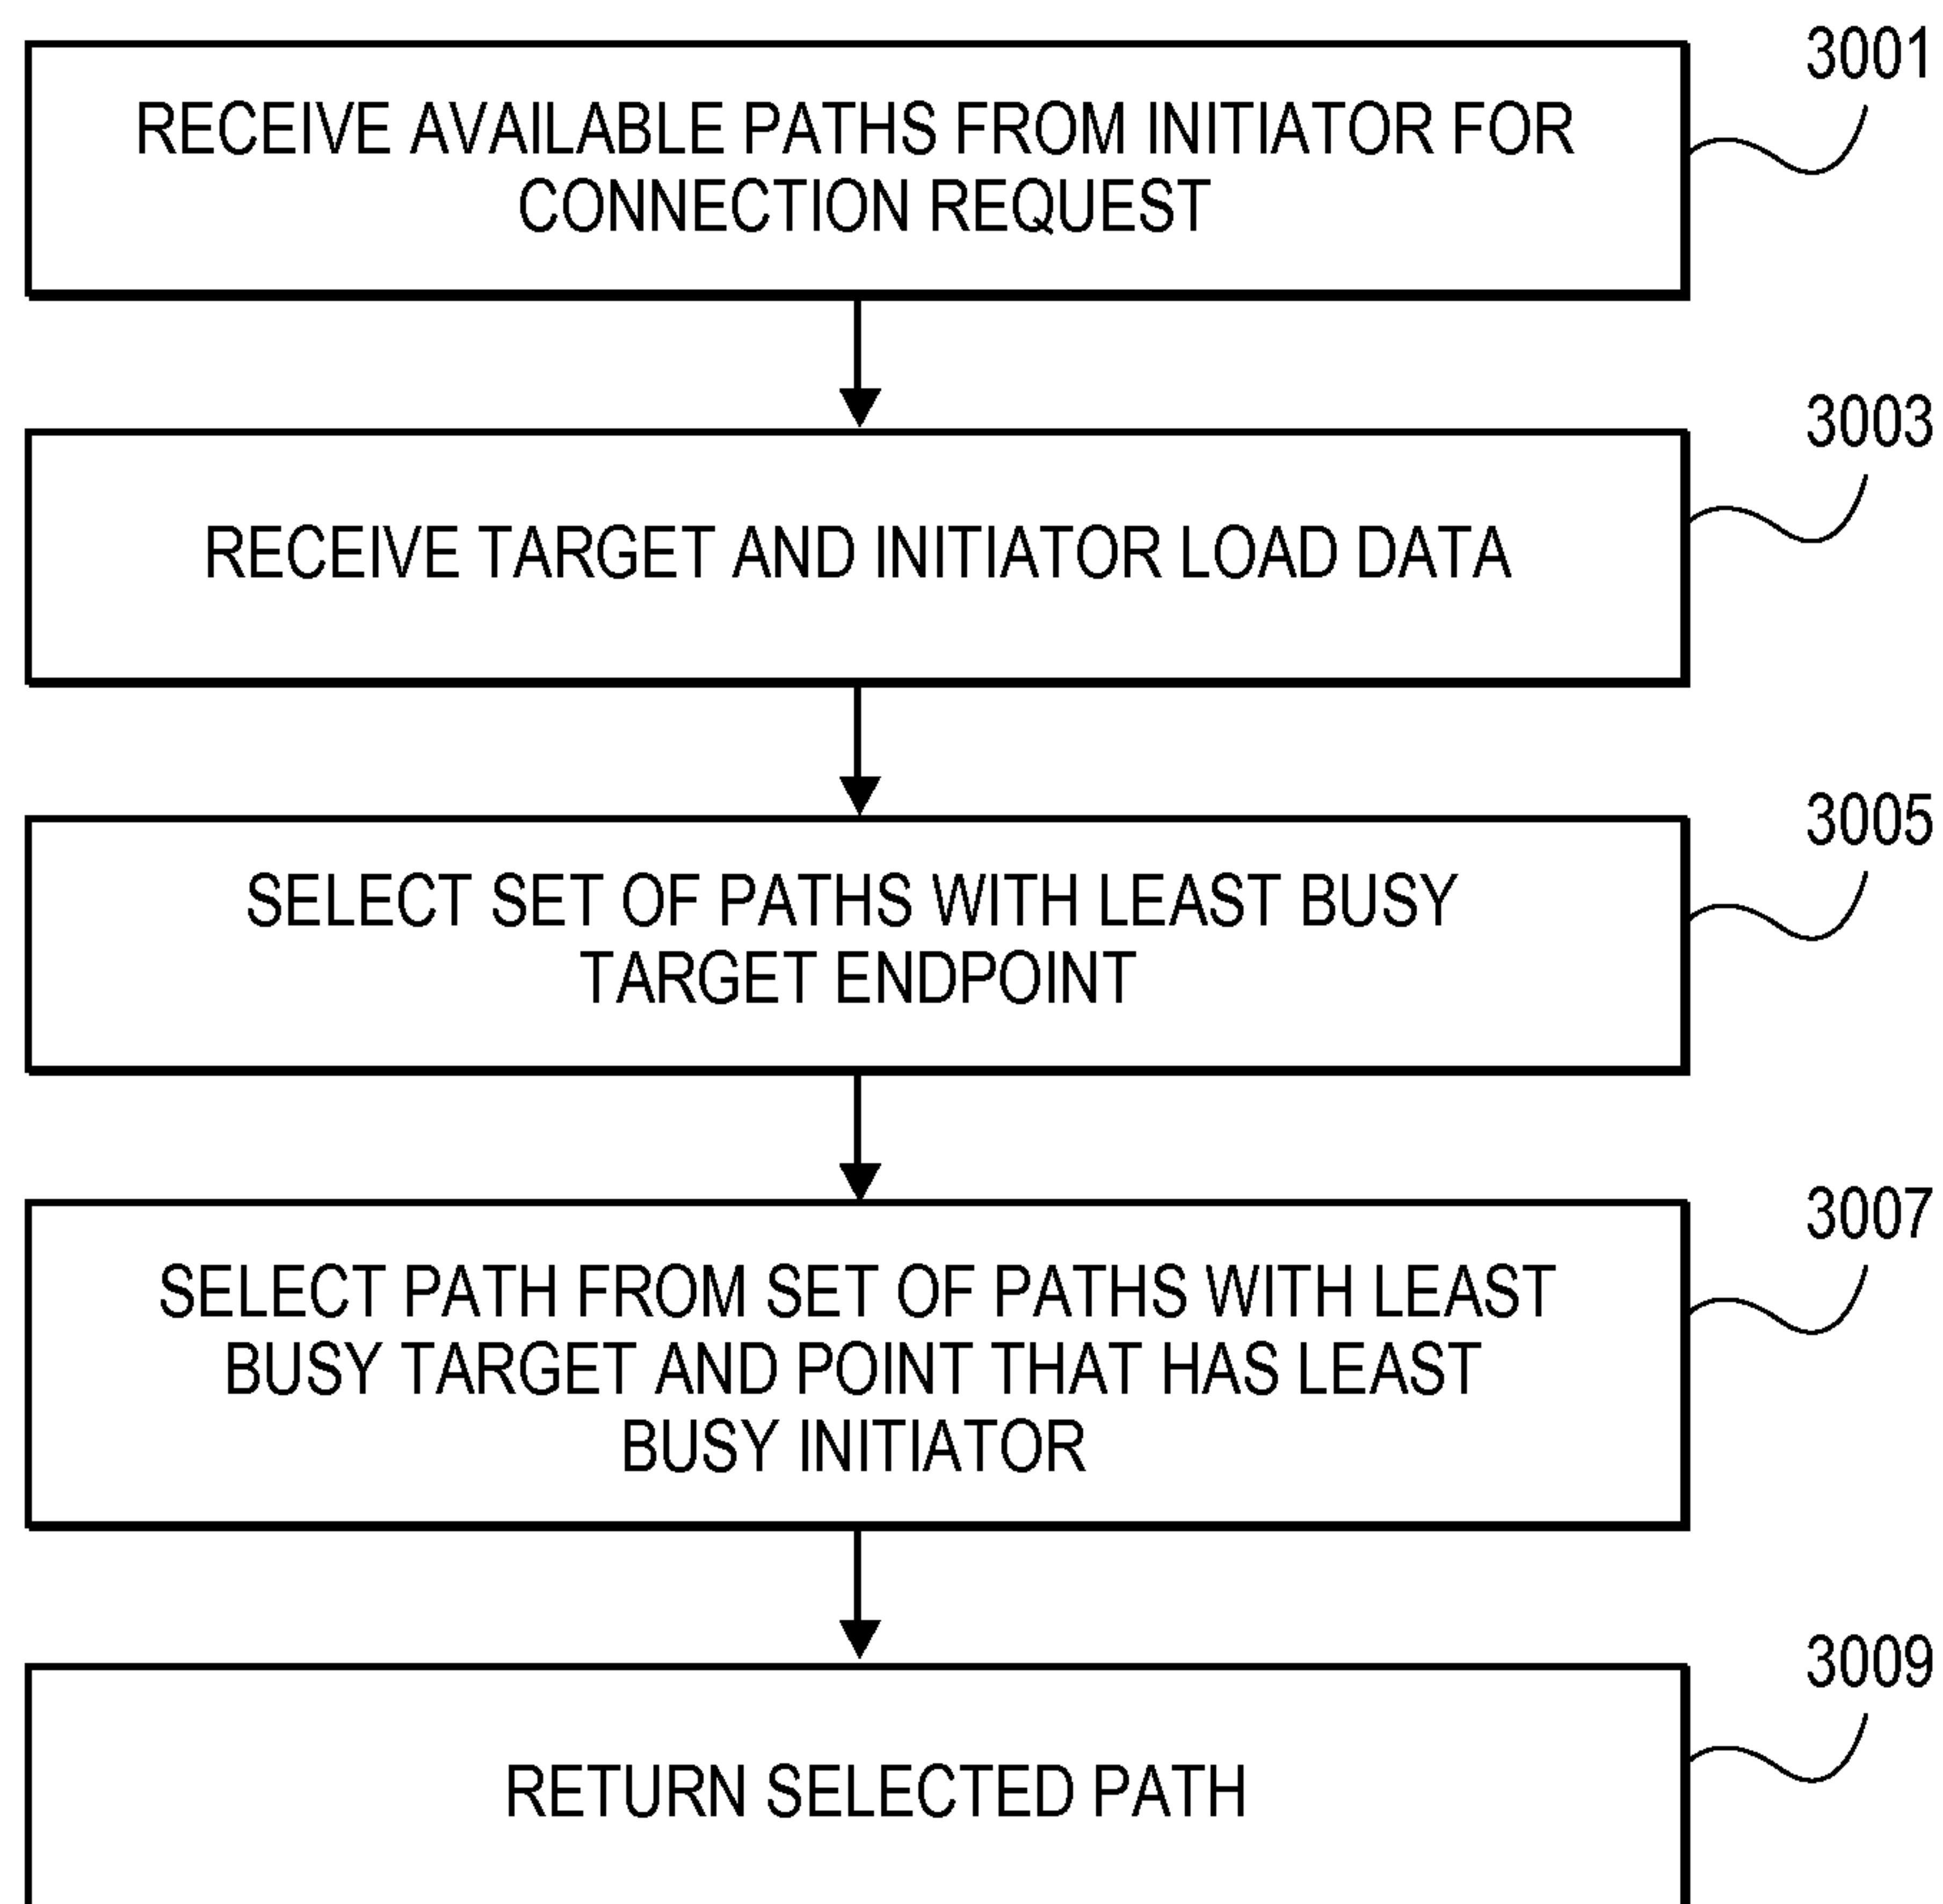 3001
RECEIVE AVAILABLE PATHS FROM INITIATOR FOR
CONNECTION REQUEST
3003
RECEIVE TARGET AND INITIATOR LOAD DATA
3005
SELECT SET OF PATHS WITH LEAST BUSY
TARGET ENDPOINT
3007
SELECT PATH FROM SET OF PATHS WITH LEAST
BUSY TARGET AND POINT THAT HAS LEAST
BUSY INITIATOR
3009
RETURN SELECTED PATH